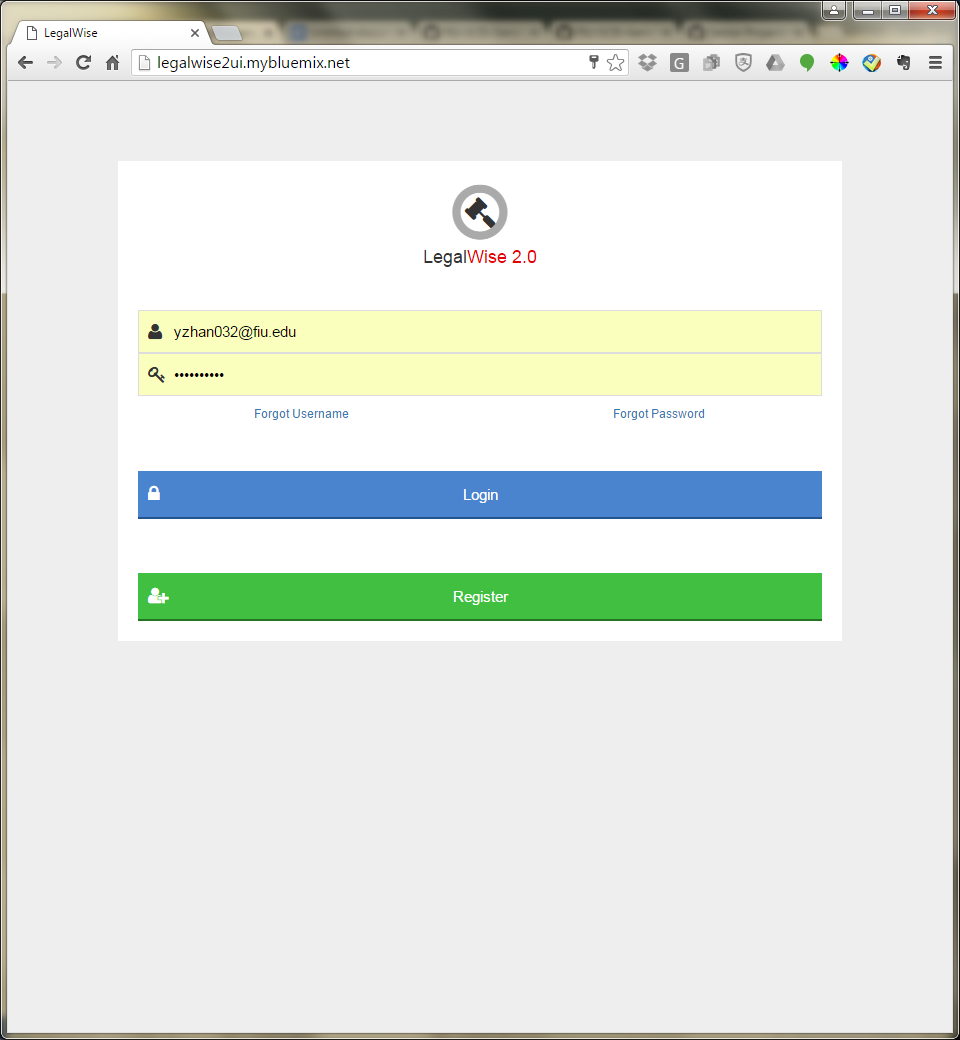 LegalWise
legalwise2ui.mybluemix.net
G
LegalWise 2.0
yzhan032@fiu.edu
••••••••••
Forgot Username Forgot Password
Login
Register